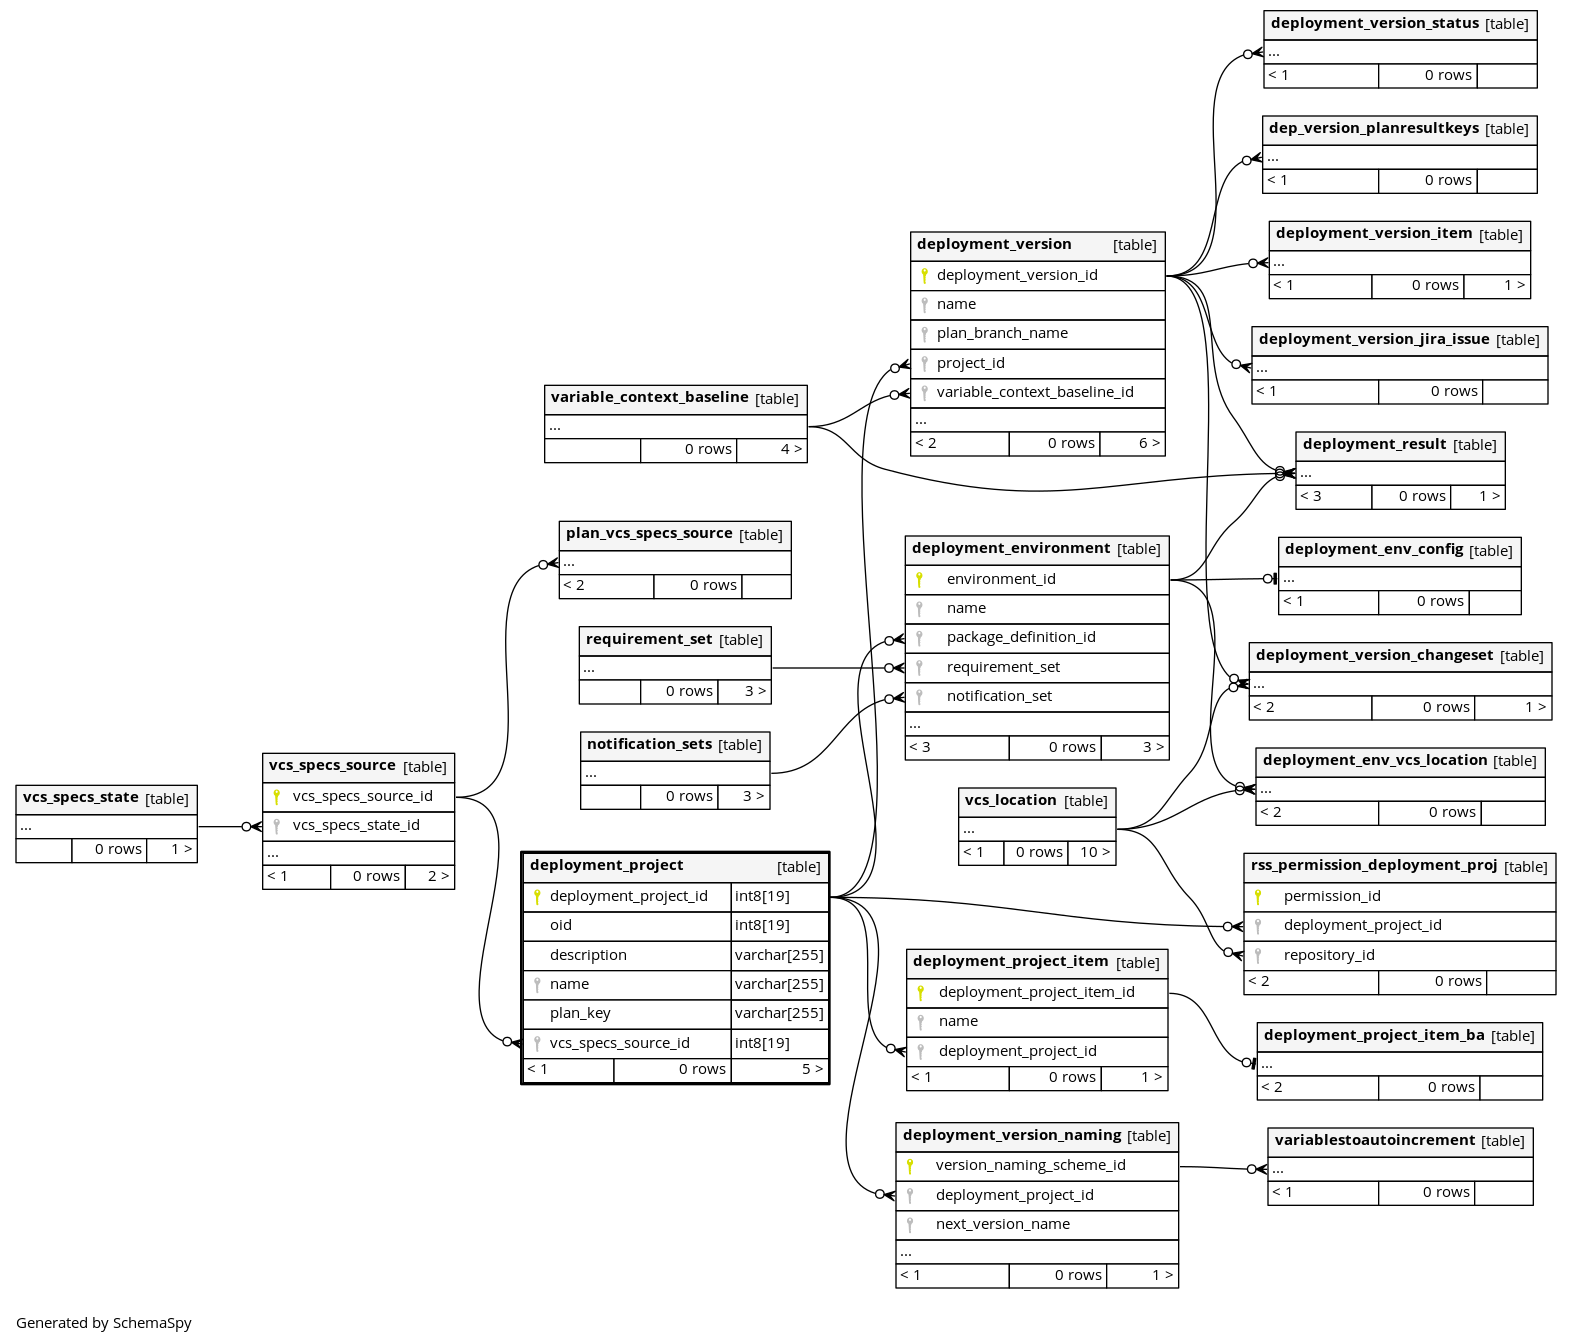 deployment_version_status [table]
...
< 1 0 rows
dep_version_planresultkeys [table]
...
< 1 0 rows
deployment_version_item [table]
...
< 1 0 rows 1 >
deployment_version_jira_issue [table]
...
< 1 0 rows
deployment_result [table]
...
< 3 0 rows 1 >
deployment_env_config [table]
...
< 1 0 rows
deployment_version_changeset [table]
...
< 2 0 rows 1 >
deployment_env_vcs_location [table]
...
< 2 0 rows
rss_permission_deployment_proj [table]
permission_id
deployment_project_id
repository_id
< 2 0 rows
deployment_project_item_ba [table]
...
< 2 0 rows
variablestoautoincrement [table]
...
< 1 0 rows
deployment_version [table]
deployment_version_id
name
plan_branch_name
project_id
variable_context_baseline_id
...
< 2 0 rows 6 >
deployment_environment [table]
environment_id
name
package_definition_id
requirement_set
notification_set
...
< 3 0 rows 3 >
vcs_location [table]
...
< 1 0 rows 10 >
deployment_project_item [table]
deployment_project_item_id
name
deployment_project_id
< 1 0 rows 1 >
deployment_version_naming [table]
version_naming_scheme_id
deployment_project_id
next_version_name
...
< 1 0 rows 1 >
variable_context_baseline [table]
...
0 rows 4 >
plan_vcs_specs_source [table]
...
< 2 0 rows
requirement_set [table]
...
0 rows 3 >
notification_sets [table]
...
0 rows 3 >
deployment_project [table]
deployment_project_id int8[19]
oid int8[19]
description varchar[255]
name varchar[255]
plan_key varchar[255]
vcs_specs_source_id int8[19]
< 1 0 rows 5 >
vcs_specs_source [table]
vcs_specs_source_id
vcs_specs_state_id
...
< 1 0 rows 2 >
vcs_specs_state [table]
...
0 rows 1 >
Generated by SchemaSpy